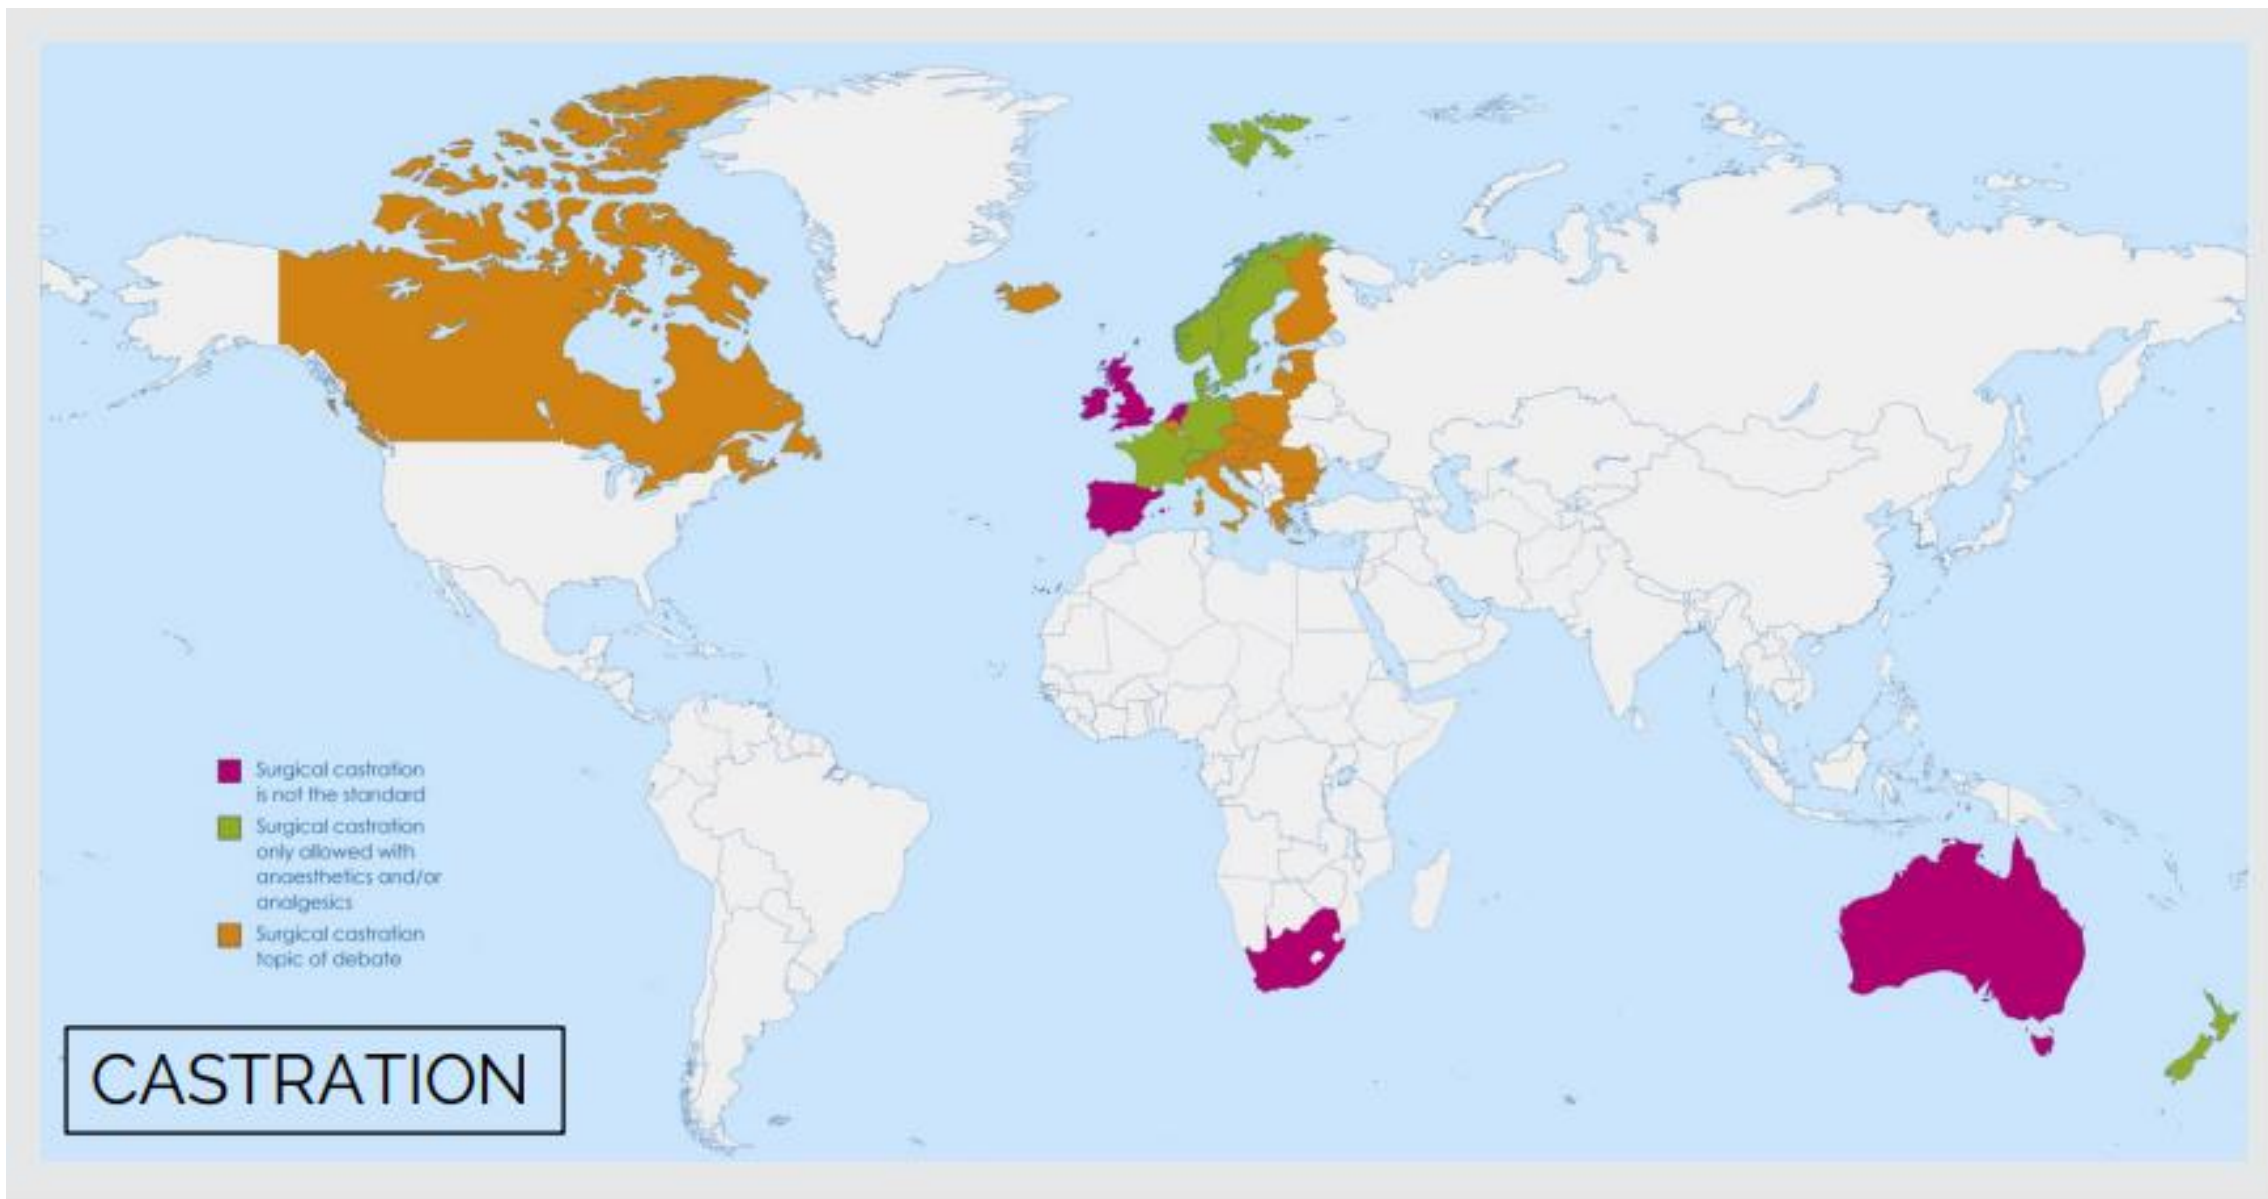 Surgical castration
is not the standard
Surgical castration
only allowed with
anaesthetics and/or
analgesics
Surgical castration
topic of debate
CASTRATION